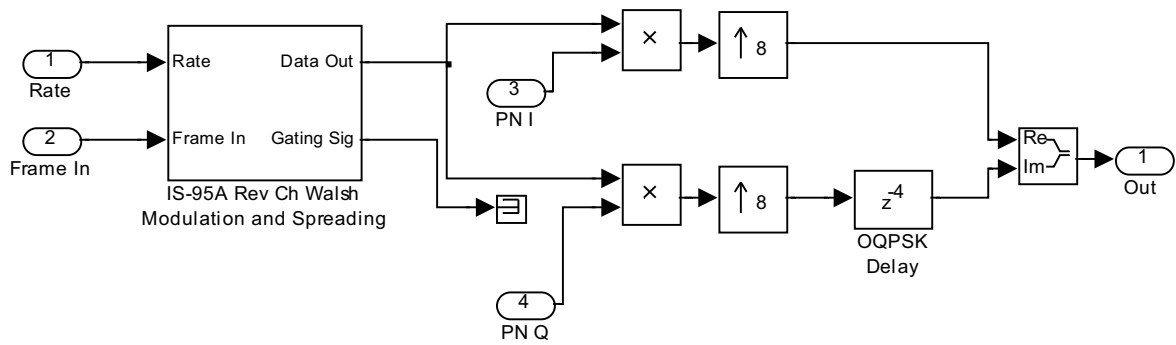 1
Rate
2
Frame In
Rate
Data Out
Frame In
Gating Sig
IS-95A Rev Ch Walsh
Modulation and Spreading
3
PN I
4
PN Q
×
8
×
8
z-4
OQPSK
Delay
Re
Im
1
Out